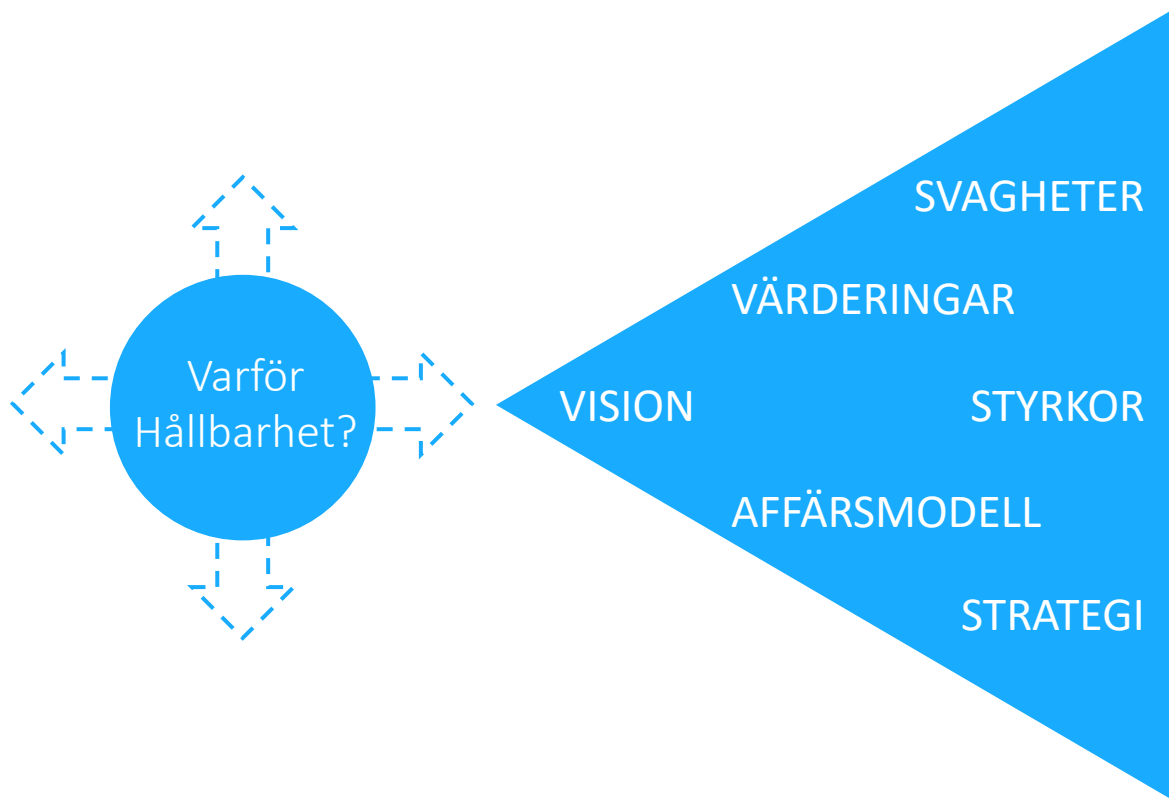 Varför
Hållbarhet?
SVAGHETER
VÄRDERINGAR
VISION
STYRKOR
AFFÄRSMODELL
STRATEGI